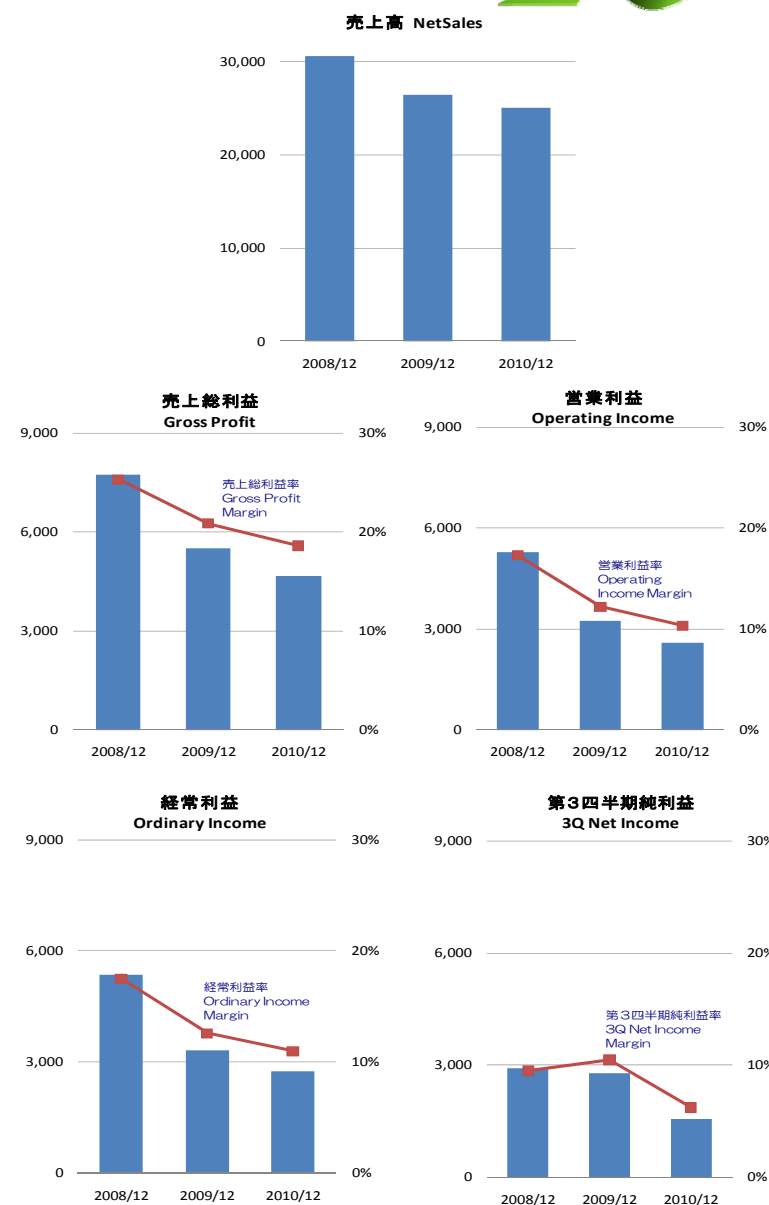 売上高 NetSales
30,000
20,000
10,000
0
2008/12 2009/12 2010/12
売上総利益
Gross Profit
9,000 30%
売上総利益率
Gross Profit
Margin
6,000 20%
3,000 10%
0 0%
2008/12 2009/12 2010/12
営業利益
Operating Income
9,000 30%
6,000 20%
営業利益率
Operating
Income Margin
3,000 10%
0 0%
2008/12 2009/12 2010/12
経常利益
Ordinary Income
9,000 30%
6,000 20%
経常利益率
Ordinary Income
Margin
3,000 10%
0 0%
2008/12 2009/12 2010/12
第3四半期純利益
3Q Net Income
9,000 30%
6,000 20%
第3四半期純利益率
3Q Net Income
Margin
3,000 10%
0 0%
2008/12 2009/12 2010/12